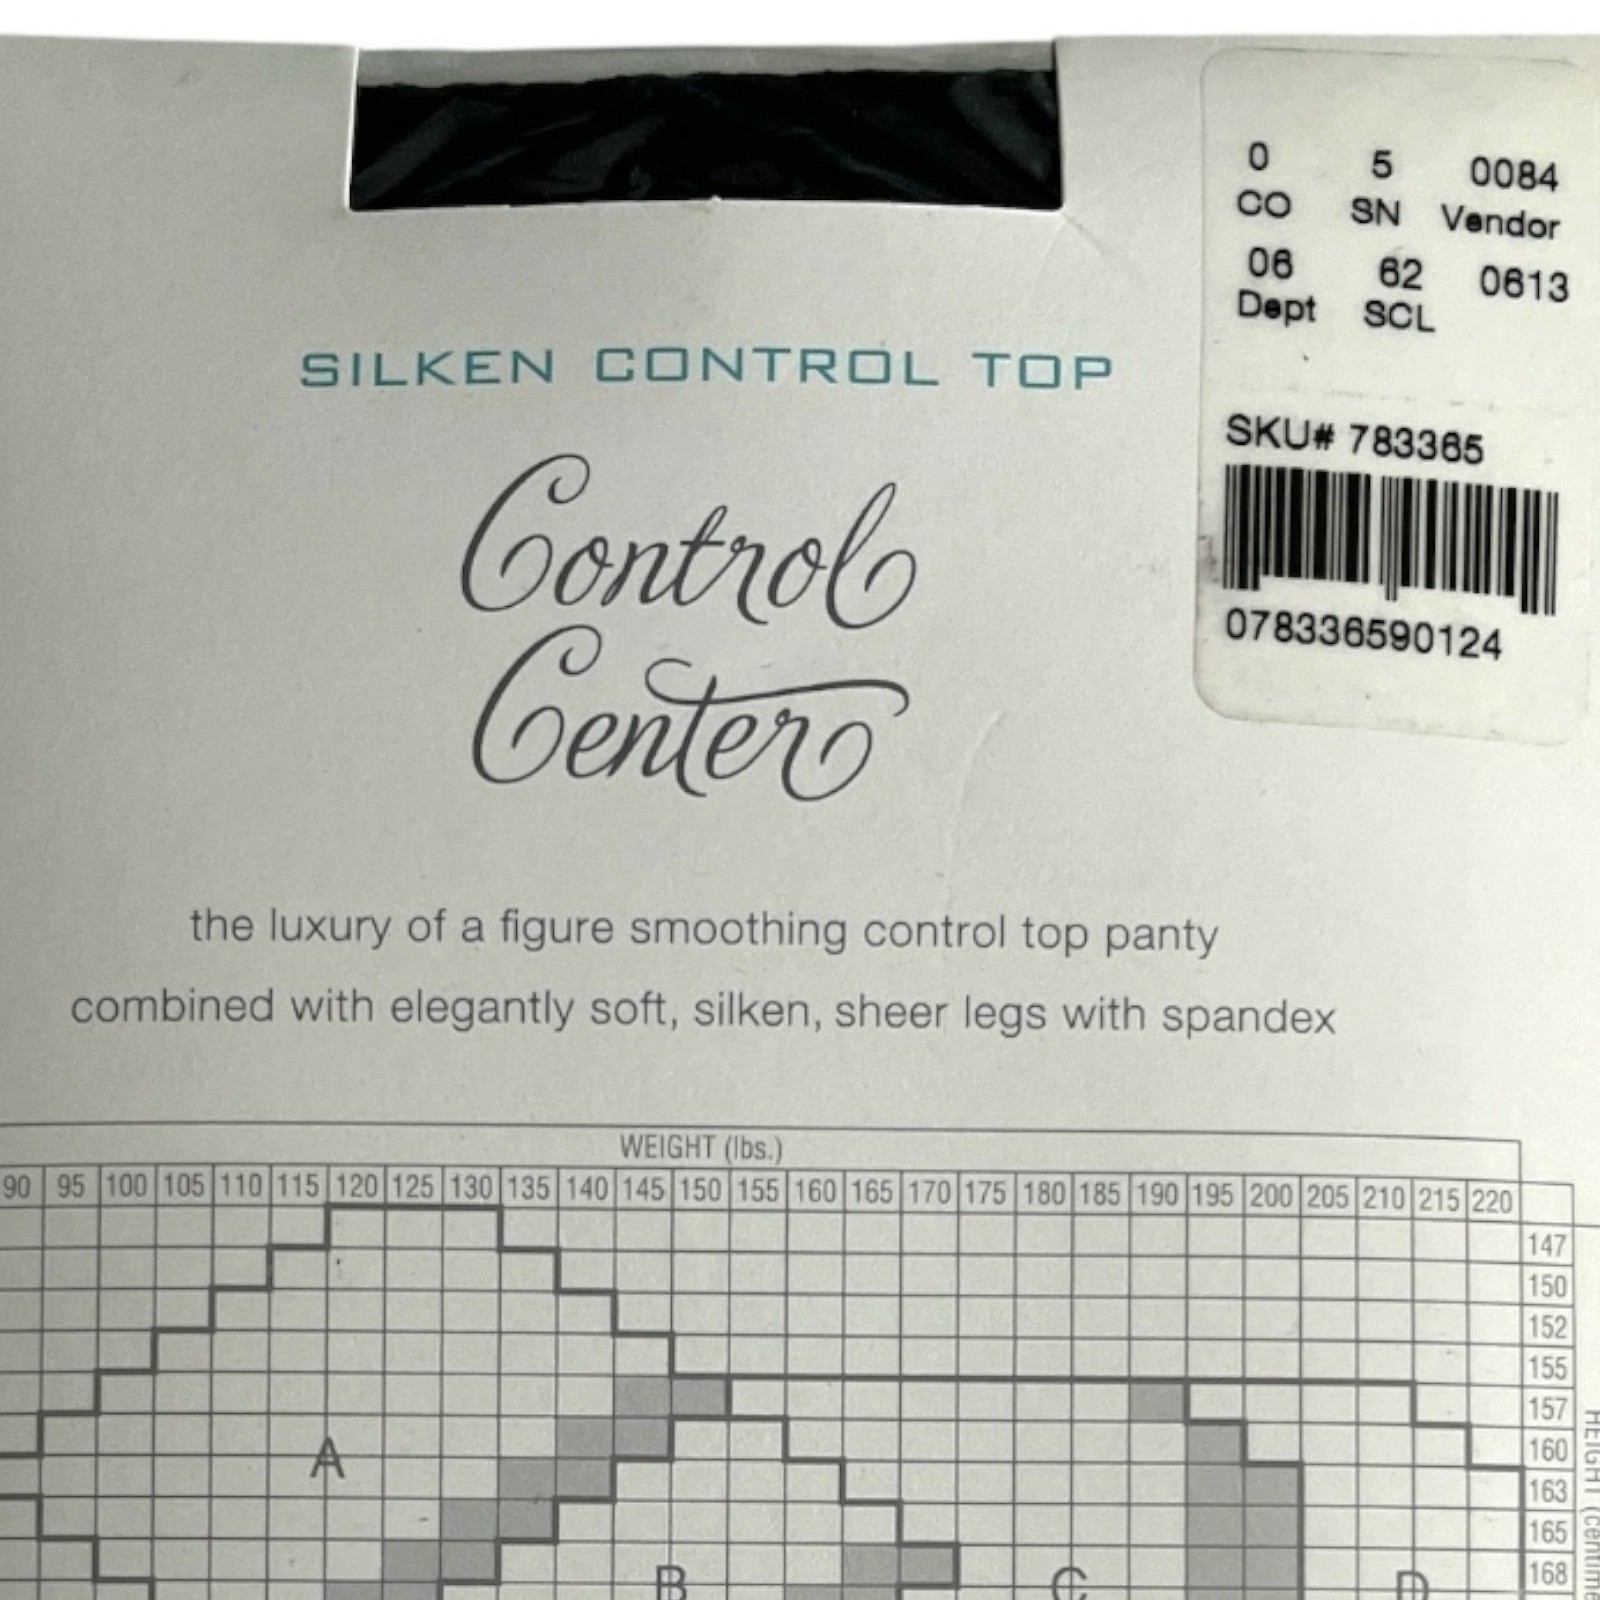 0 5 0084
CO SN Vendor
06 62 0613
Dept SCL
SKU# 783365
078336590124
SILKEN CONTROL TOP
Control
Center
the luxury of a figure smoothing control top panty
combined with elegantly soft, silken, sheer legs with spandex
WEIGHT (lbs.)
90 95 100 105 110 115 120 125 130 135 140 145 150 155 160 165 170 175 180 185 190 195 200 205 210 215 220
147
150
152
155
157
160
163
165
168
A
B C D
HEIGHT